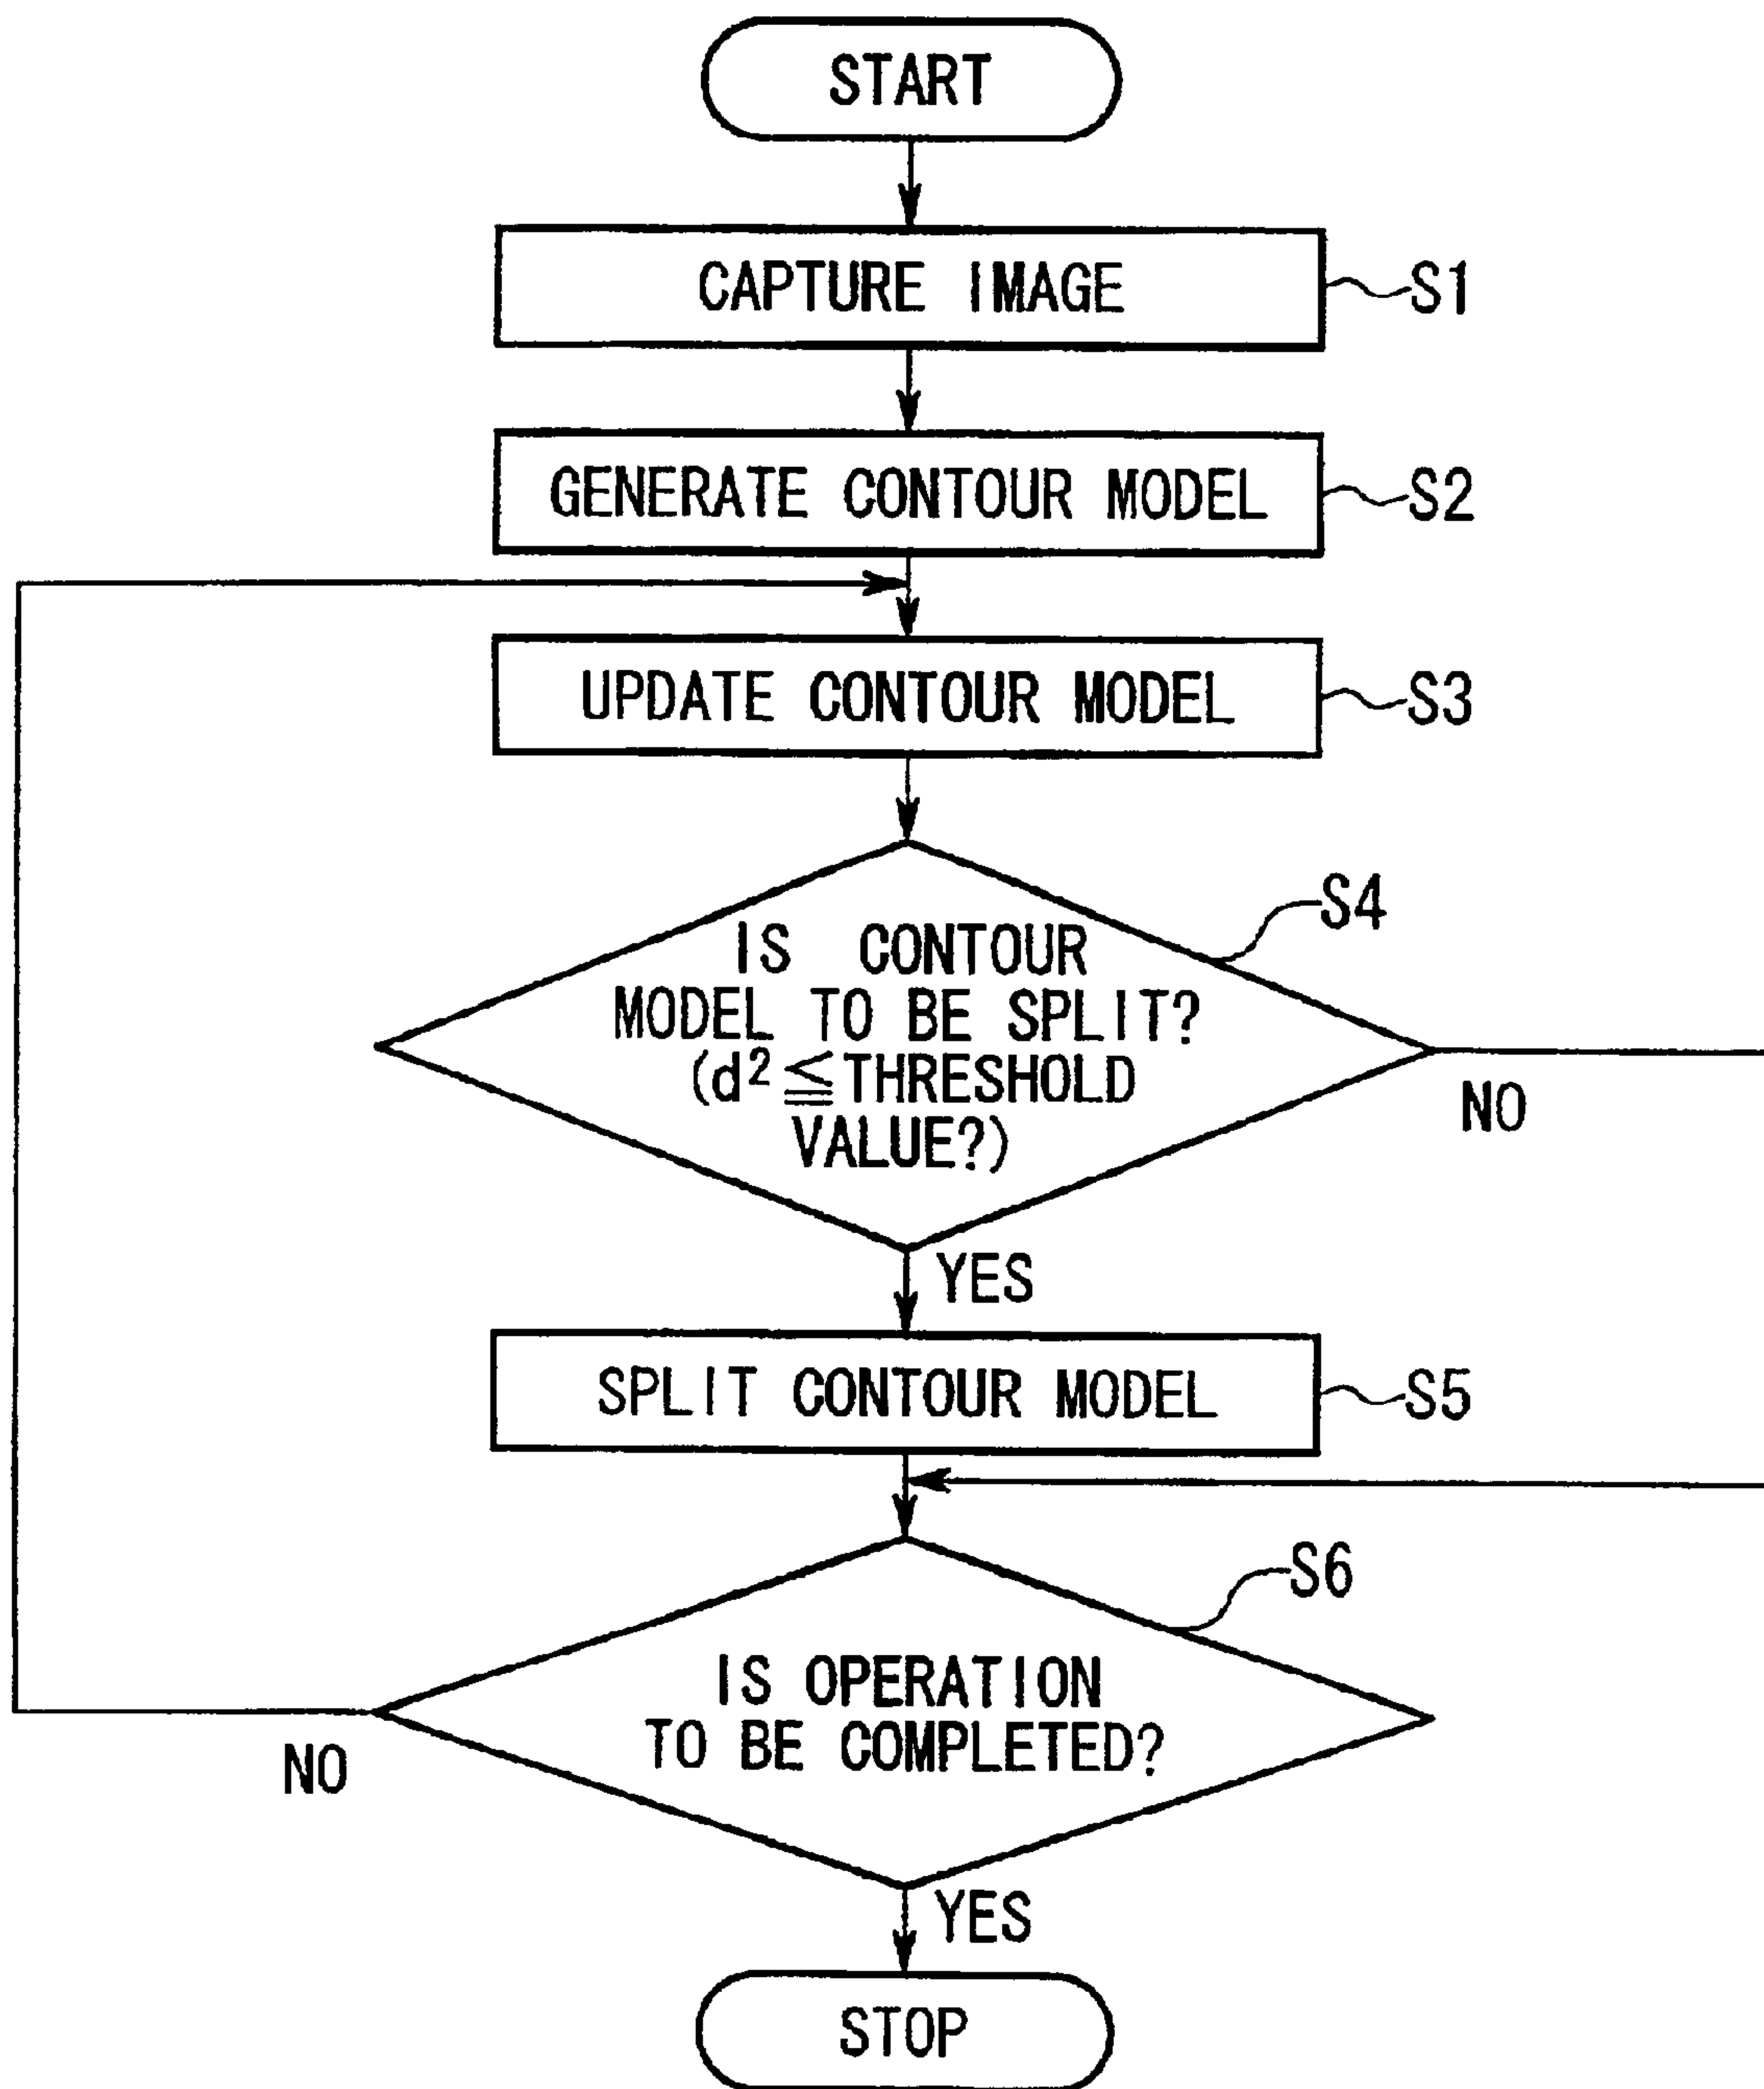 START
CAPTURE IMAGE
S1
GENERATE CONTOUR MODEL
S2
UPDATE CONTOUR MODEL
S3
S4
IS CONTOUR
MODEL TO BE SPLIT?
(d²≦THRESHOLD
VALUE?)
NO
YES
SPLIT CONTOUR MODEL
S5
S6
IS OPERATION
TO BE COMPLETED?
NO
YES
STOP